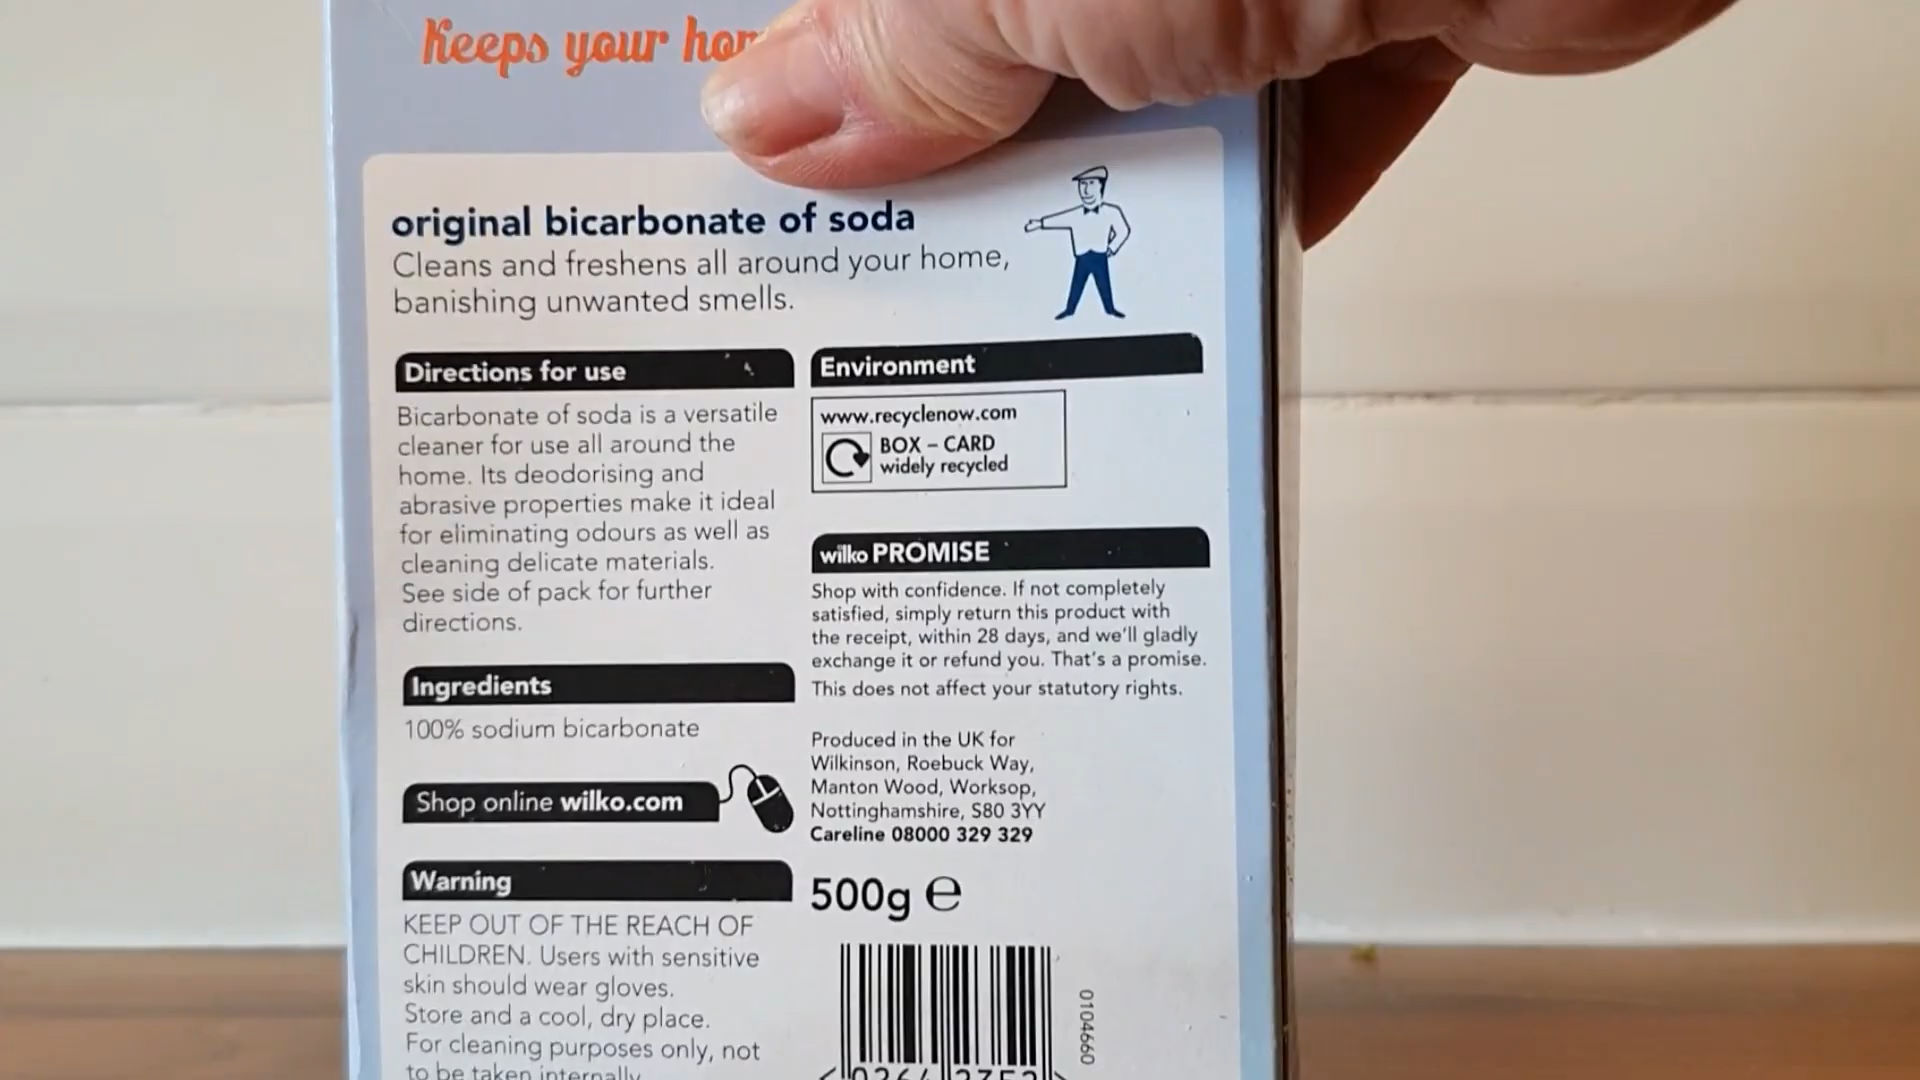 Keeps your
original bicarbonate of soda
Cleans and freshens all around your home,
banishing unwanted smells.
Directions for use
Bicarbonate of soda is a versatile
cleaner for use all around the
home. Its deodorising and
abrasive properties make it ideal
for eliminating odours as well as
cleaning delicate materials.
See side of pack for further
directions.
Ingredients
100% sodium bicarbonate
Shop online wilko.com
Warning
KEEP OUT OF THE REACH OF
CHILDREN. Users with sensitive
skin should wear gloves.
Store and a cool, dry place.
For cleaning purposes only, not
to be taken internally
Environment
www.recyclenow.com
BOX – CARD
widely recycled
wilko PROMISE
Shop with confidence. If not completely
satisfied, simply return this product with
the receipt, within 28 days, and we'll gladly
exchange it or refund you. That's a promise.
This does not affect your statutory rights.
Produced in the UK for
Wilkinson, Roebuck Way,
Manton Wood, Worksop,
Nottinghamshire, S80 3YY
Careline 08000 329 329
500g e
0104660